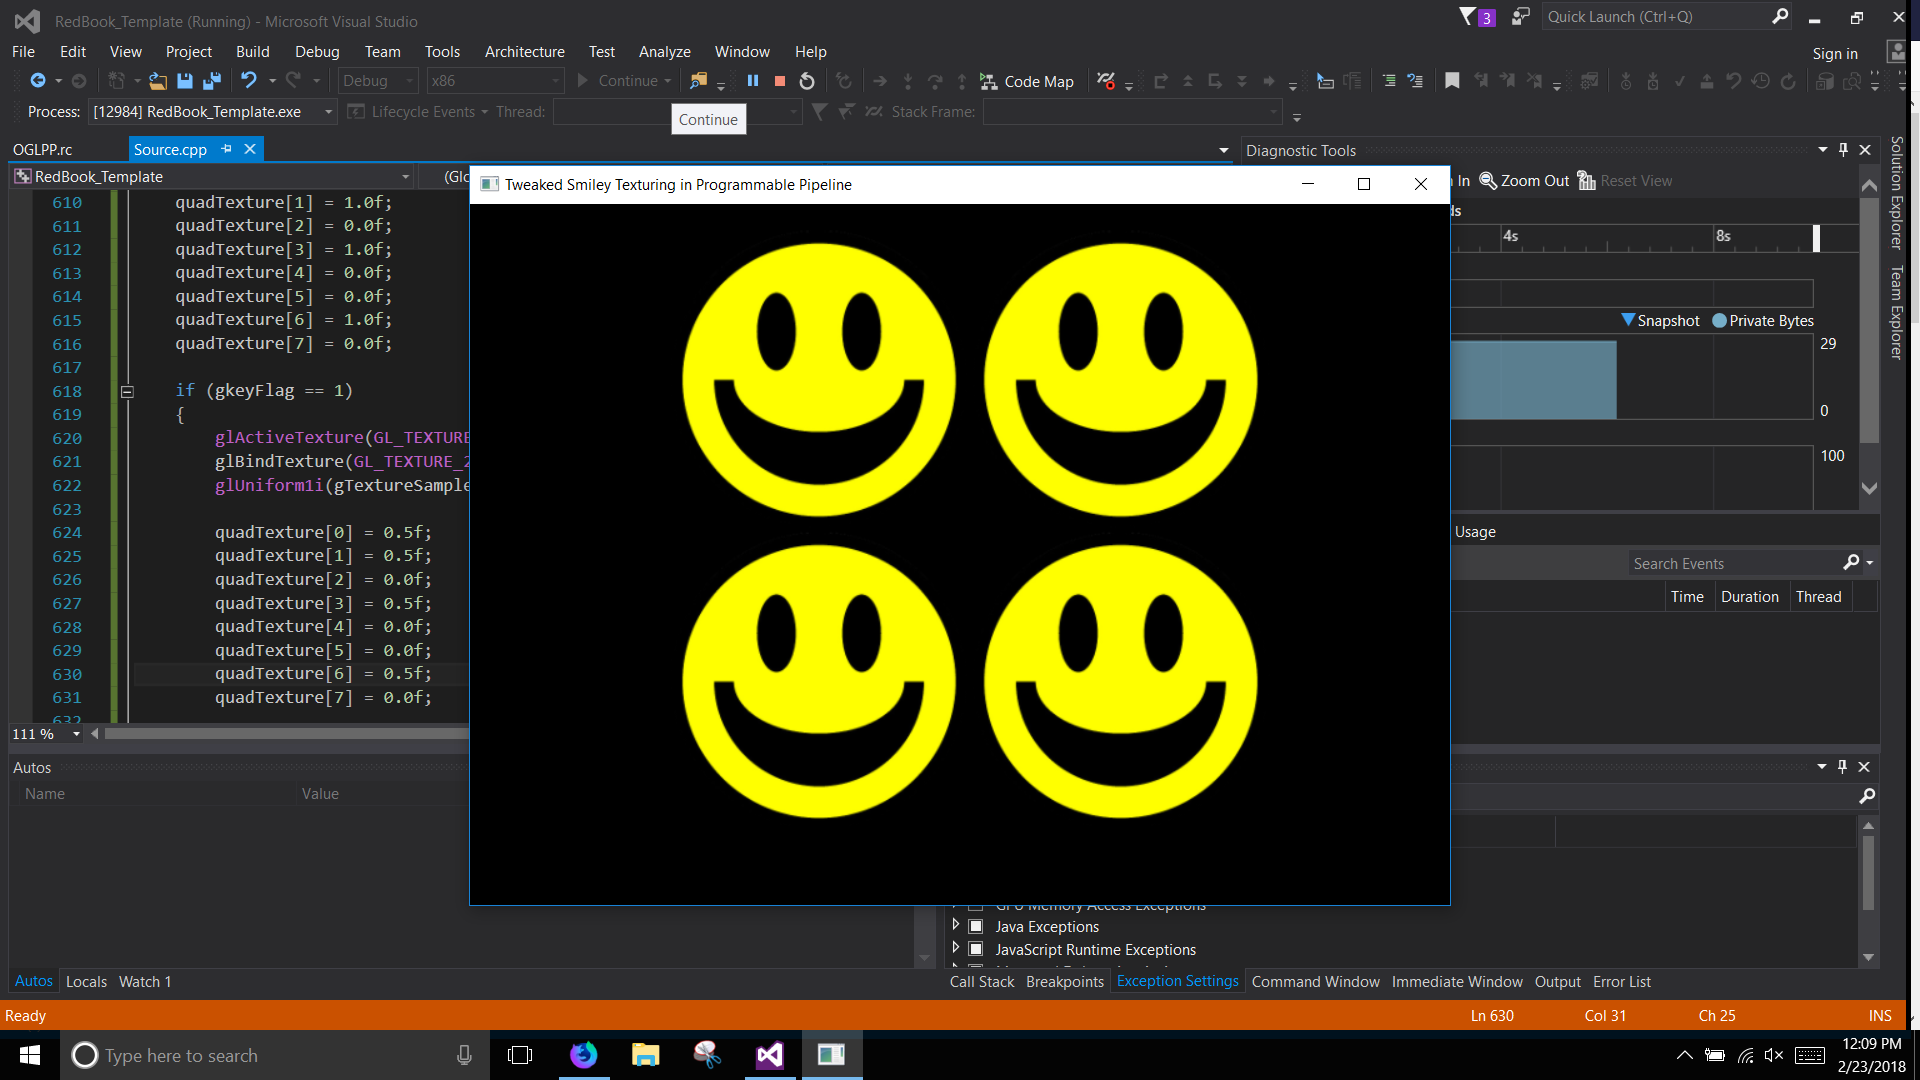 RedBook_Template (Running) - Microsoft Visual Studio
3
Quick Launch (Ctrl+Q)
File Edit View Project Build Debug Team Tools Architecture Test Analyze Window Help
Sign in
Debug x86 Continue Code Map
Process: [12984] RedBook_Template.exe Lifecycle Events Thread: Stack Frame:
Continue
OGLPP.rc Source.cpp
Diagnostic Tools
RedBook_Template (Glo
Tweaked Smiley Texturing in Programmable Pipeline
In Zoom Out Reset View
ds
4s 8s
Snapshot Private Bytes
29
0
100
Usage
Search Events
Time Duration Thread
Solution Explorer
Team Explorer
610 quadTexture[1] = 1.0f;
611 quadTexture[2] = 0.0f;
612 quadTexture[3] = 1.0f;
613 quadTexture[4] = 0.0f;
614 quadTexture[5] = 0.0f;
615 quadTexture[6] = 1.0f;
616 quadTexture[7] = 0.0f;
617
618 if (gkeyFlag == 1)
619 {
620 glActiveTexture(GL_TEXTURE
621 glBindTexture(GL_TEXTURE_2
622 glUniform1i(gTextureSample
623
624 quadTexture[0] = 0.5f;
625 quadTexture[1] = 0.5f;
626 quadTexture[2] = 0.0f;
627 quadTexture[3] = 0.5f;
628 quadTexture[4] = 0.0f;
629 quadTexture[5] = 0.0f;
630 quadTexture[6] = 0.5f;
631 quadTexture[7] = 0.0f;
632
111 %
Autos
Name Value
GPU Memory Access Exceptions
Java Exceptions
JavaScript Runtime Exceptions
Autos Locals Watch 1
Call Stack Breakpoints Exception Settings Command Window Immediate Window Output Error List
Ready
Ln 630 Col 31 Ch 25 INS
Type here to search
12:09 PM
2/23/2018